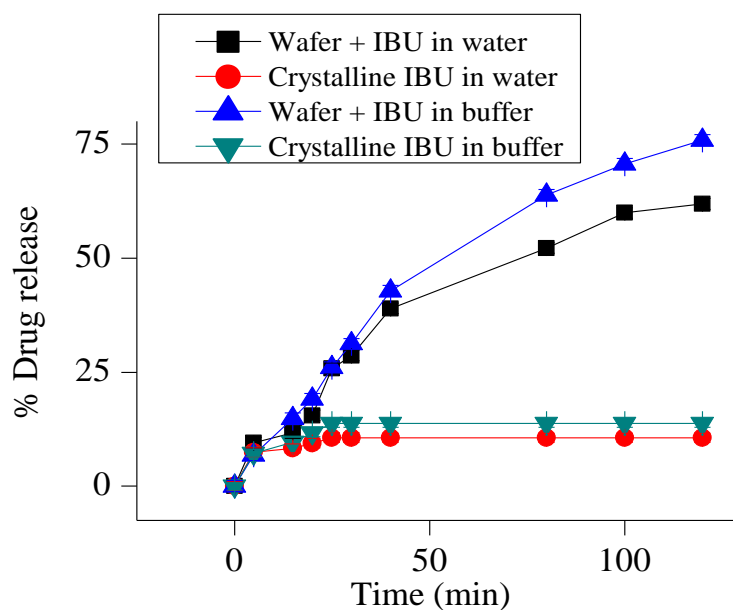 Wafer + IBU in water
Crystalline IBU in water
Wafer + IBU in buffer
Crystalline IBU in buffer
75
50
25
0
% Drug release
0 50 100
Time (min)